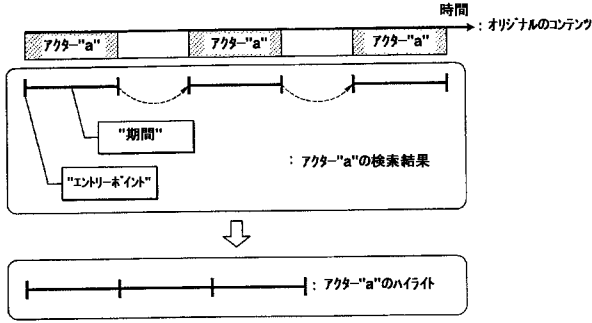 時間
アクター"a"
アクター"a"
アクター"a"
: オリジナルのコンテンツ
"期間"
: アクター"a"の検索結果
"エントリーポイント"
: アクター"a"のハイライト